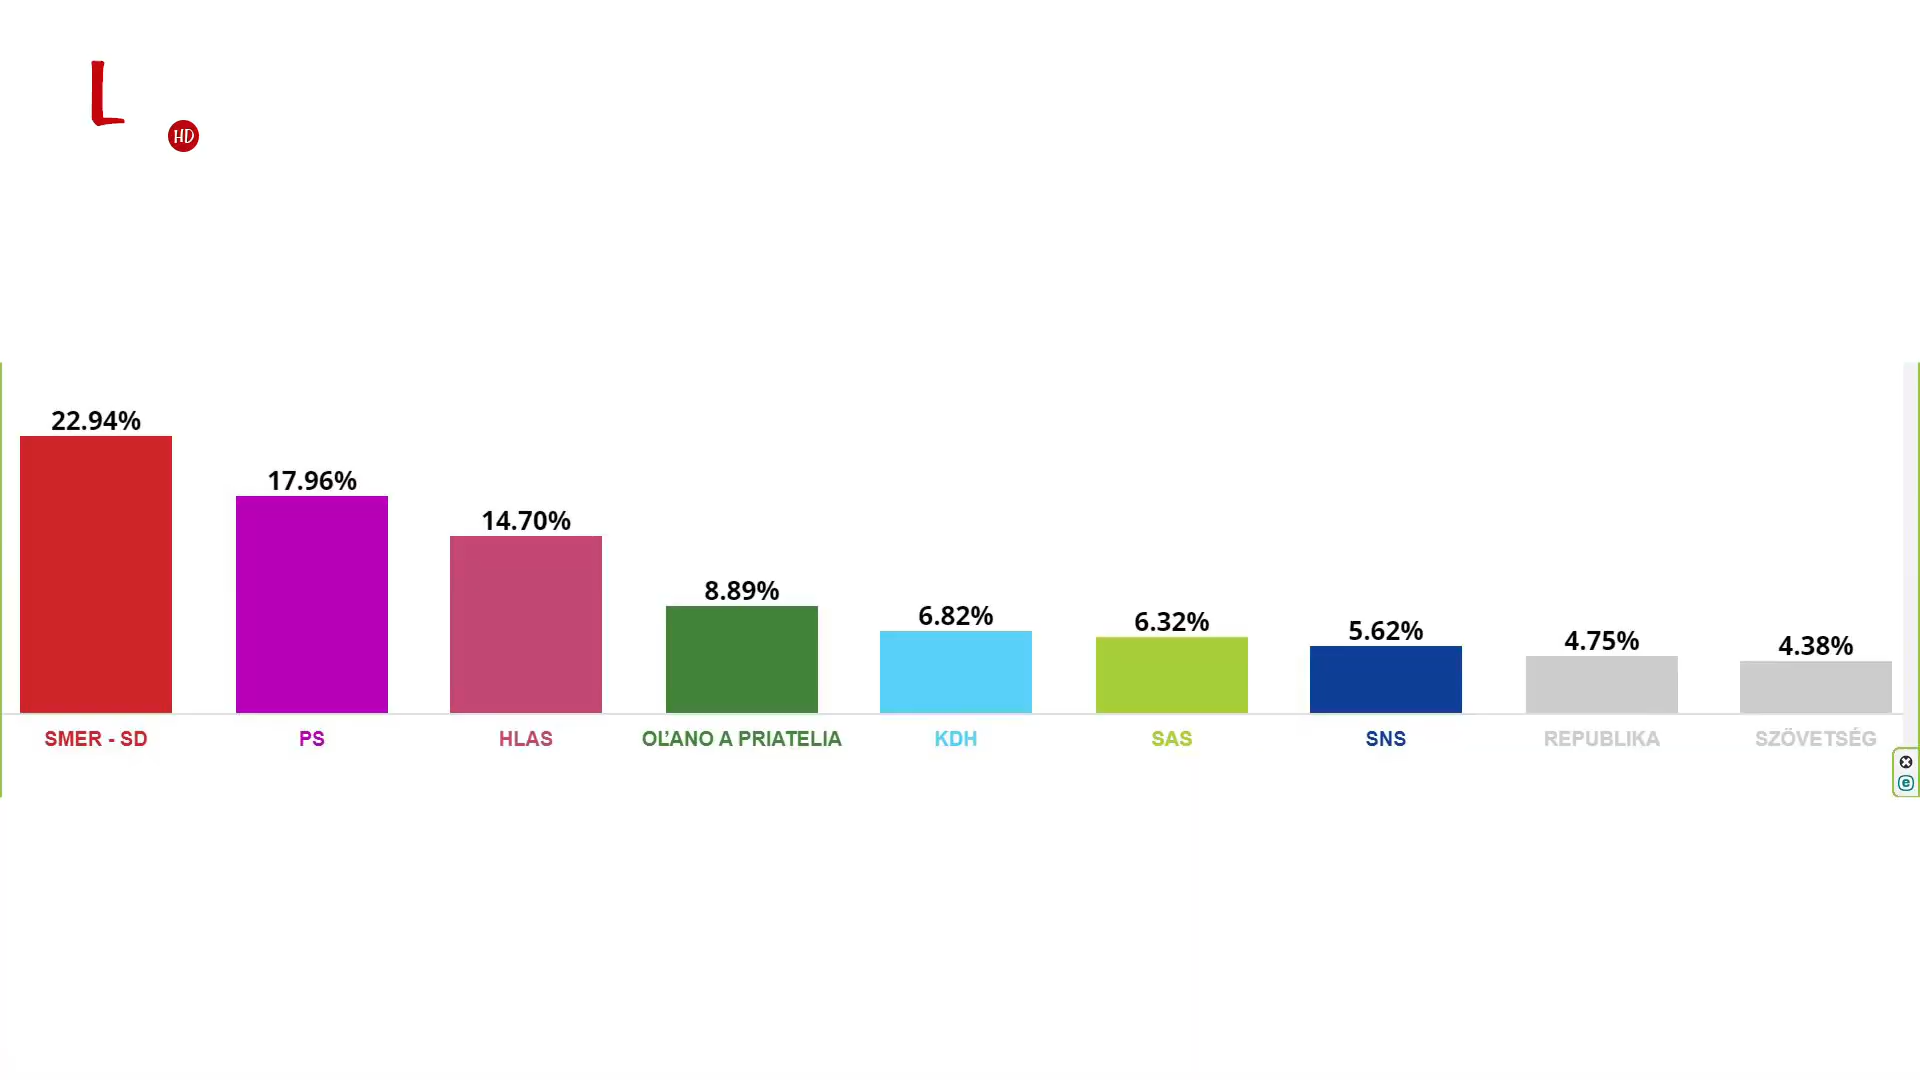 L
HD
22.94%
17.96%
14.70%
8.89%
6.82%
6.32%
5.62%
4.75%
4.38%
SMER - SD
PS
HLAS
OĽANO A PRIATELIA
KDH
SAS
SNS
REPUBLIKA
SZÖVETSÉG
e